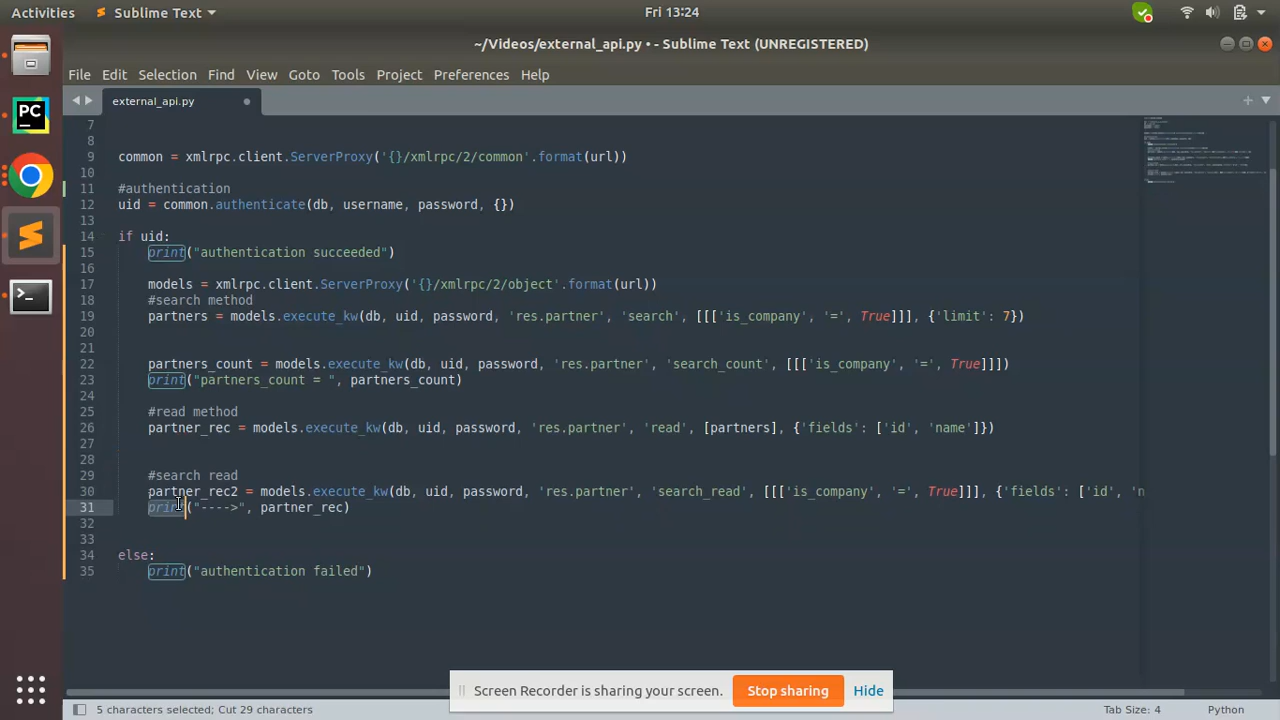 Activities
Sublime Text
Fri 13:24
~/Videos/external_api.py • - Sublime Text (UNREGISTERED)
File Edit Selection Find View Goto Tools Project Preferences Help
external_api.py
7
8
9 common = xmlrpc.client.ServerProxy('{}/xmlrpc/2/common'.format(url))
10
11 #authentication
12 uid = common.authenticate(db, username, password, {})
13
14 if uid:
15 print("authentication succeeded")
16
17 models = xmlrpc.client.ServerProxy('{}/xmlrpc/2/object'.format(url))
18 #search method
19 partners = models.execute_kw(db, uid, password, 'res.partner', 'search', [[['is_company', '=', True]]], {'limit': 7})
20
21
22 partners_count = models.execute_kw(db, uid, password, 'res.partner', 'search_count', [[['is_company', '=', True]]])
23 print("partners_count = ", partners_count)
24
25 #read method
26 partner_rec = models.execute_kw(db, uid, password, 'res.partner', 'read', [partners], {'fields': ['id', 'name']})
27
28
29 #search read
30 partner_rec2 = models.execute_kw(db, uid, password, 'res.partner', 'search_read', [[['is_company', '=', True]]], {'fields': ['id', 'n
31 print("---->", partner_rec)
32
33
34 else:
35 print("authentication failed")
PC
Screen Recorder is sharing your screen. Stop sharing Hide
5 characters selected; Cut 29 characters
Tab Size: 4
Python